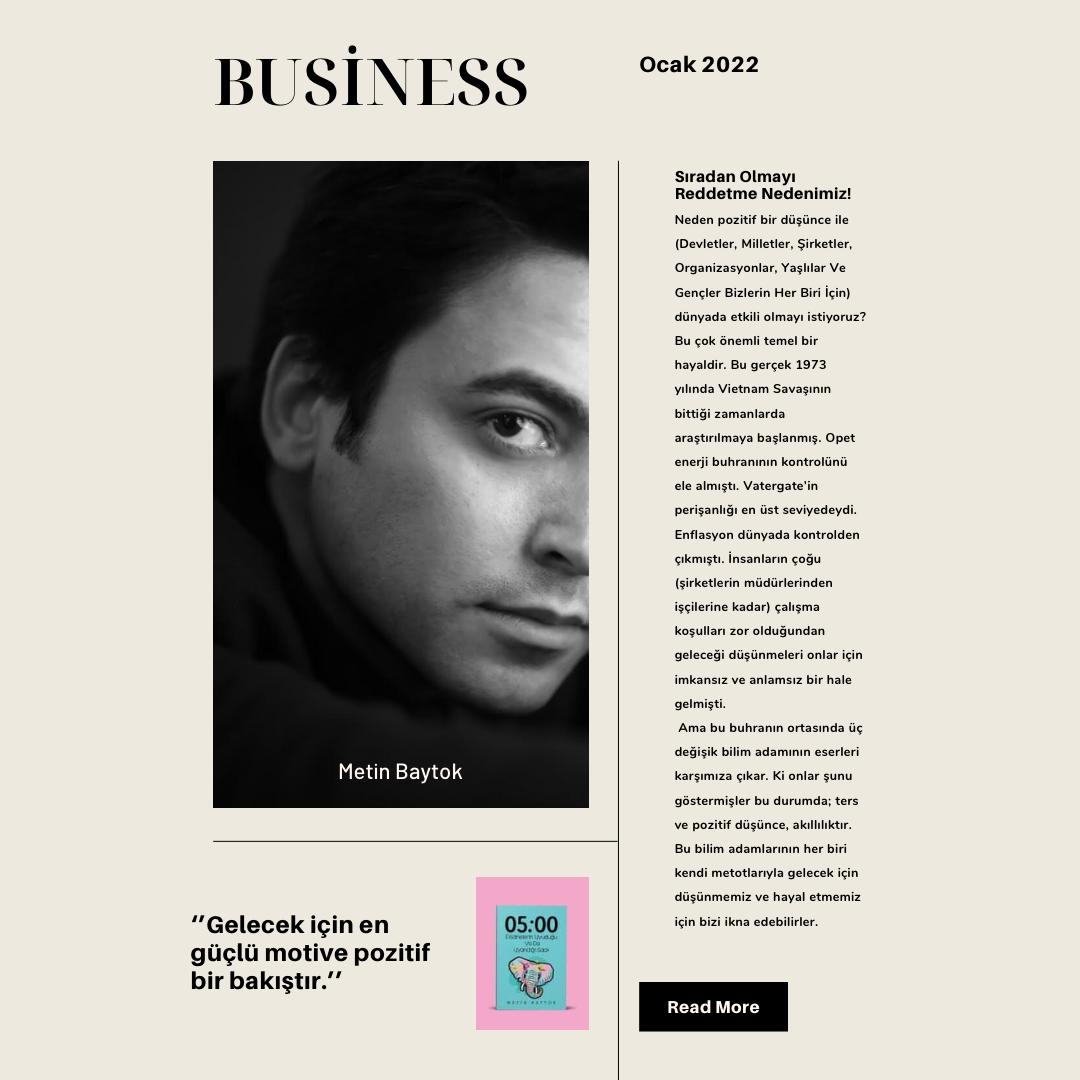 BUSİNESS
Ocak 2022
Sıradan Olmayı
Reddetme Nedenimiz!
Neden pozitif bir düşünce ile
(Devletler, Milletler, Şirketler,
Organizasyonlar, Yaşlılar Ve
Gençler Bizlerin Her Biri İçin)
dünyada etkili olmayı istiyoruz?
Bu çok önemli temel bir
hayaldir. Bu gerçek 1973
yılında Vietnam Savaşının
bittiği zamanlarda
araştırılmaya başlanmış. Opet
enerji buhranının kontrolünü
ele almıştı. Vatergate'in
perişanlığı en üst seviyedeydi.
Enflasyon dünyada kontrolden
çıkmıştı. İnsanların çoğu
(şirketlerin müdürlerinden
işçilerine kadar) çalışma
koşulları zor olduğundan
geleceği düşünmeleri onlar için
imkansız ve anlamsız bir hale
gelmişti.
Ama bu buhranın ortasında üç
değişik bilim adamının eserleri
karşımıza çıkar. Ki onlar şunu
göstermişler bu durumda; ters
ve pozitif düşünce, akıllılıktır.
Bu bilim adamlarının her biri
kendi metotlarıyla gelecek için
düşünmemiz ve hayal etmemiz
için bizi ikna edebilirler.
Metin Baytok
‘’Gelecek için en
güçlü motive pozitif
bir bakıştır.’’
05:00
Efsanelerin Uyuduğu
Ya Da
Uyandığı Saat
METİN BAYTOK
Read More